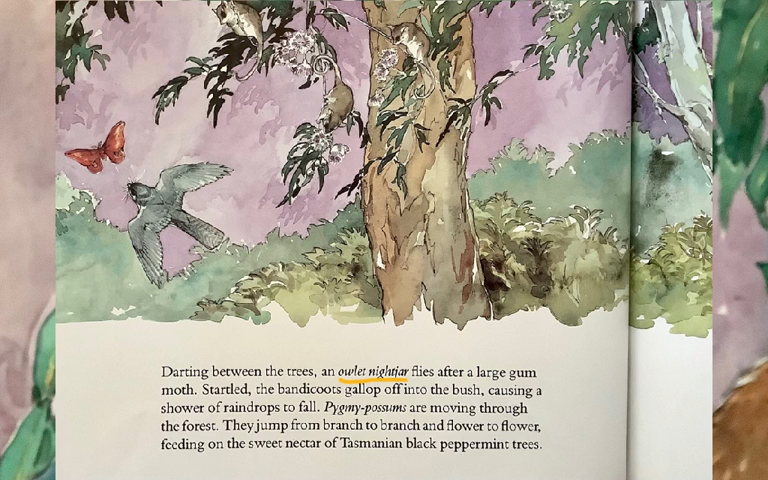 Darting between the trees, an owlet nightjar flies after a large gum
moth. Startled, the bandicoots gallop off into the bush, causing a
shower of raindrops to fall. Pygmy-possums are moving through
the forest. They jump from branch to branch and flower to flower,
feeding on the sweet nectar of Tasmanian black peppermint trees.